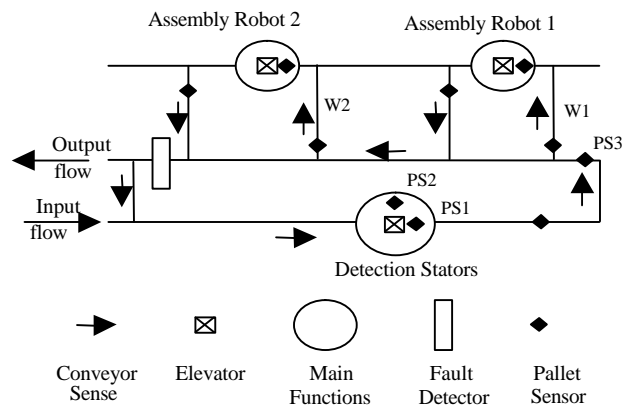 Assembly Robot 2
Assembly Robot 1
W2
W1
Output
flow
PS3
PS2
Input
flow
PS1
Detection Stators
Conveyor
Sense
Elevator
Main
Functions
Fault
Detector
Pallet
Sensor